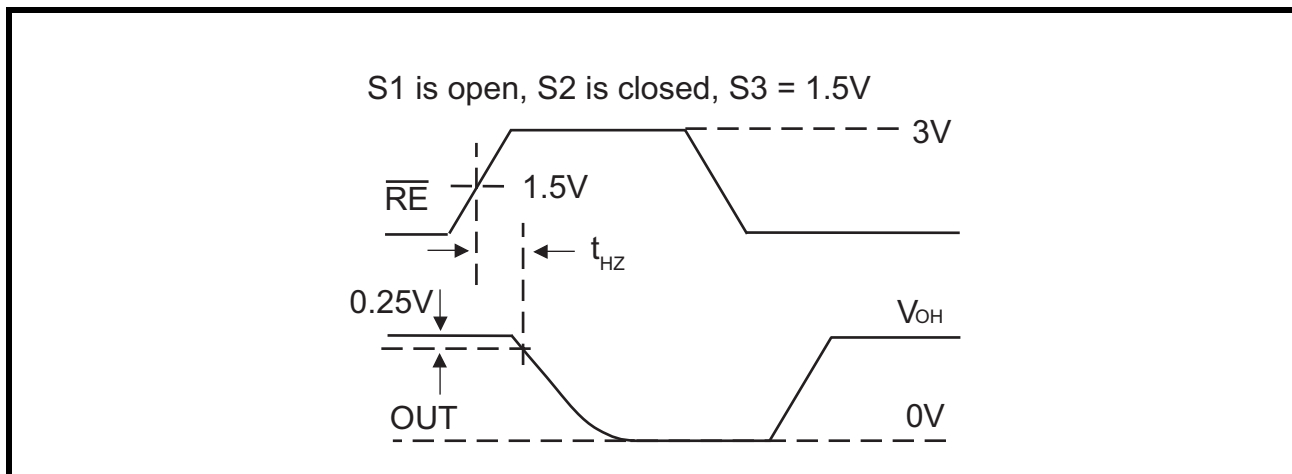 S1 is open, S2 is closed, S3 = 1.5V
3V
RE
1.5V
tHZ
0.25V
VOH
OUT
0V